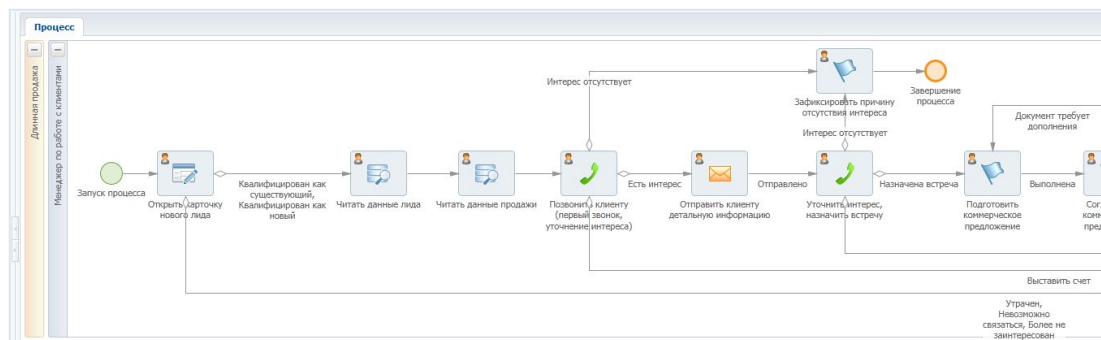 Процесс
Длинная продажа
Менеджер по работе с клиентами
Интерес отсутствует
Зафиксировать причину
отсутствия интереса
Завершение
процесса
Интерес отсутствует
Документ требует
дополнения
Запуск процесса
Открыть карточку
нового лида
Квалифицирован как
существующий,
Квалифицирован как
новый
Читать данные лида
Читать данные продажи
Позвонить клиенту
(первый звонок,
уточнение интереса)
Есть интерес
Отправить клиенту
детальную информацию
Отправлено
Уточнить интерес,
назначить встречу
Назначена встреча
Подготовить
коммерческое
предложение
Выполнена
Сог
комм
пред
Выставить счет
Утрачен,
Невозможно
связаться, Более не
заинтересован